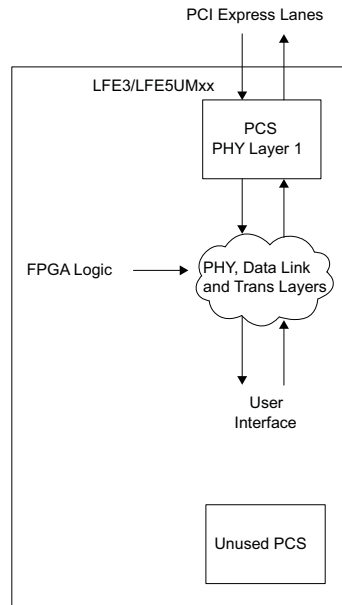 PCI Express Lanes
LFE3/LFE5UMxx
PCS
PHY Layer 1
FPGA Logic
PHY, Data Link
and Trans Layers
User
Interface
Unused PCS